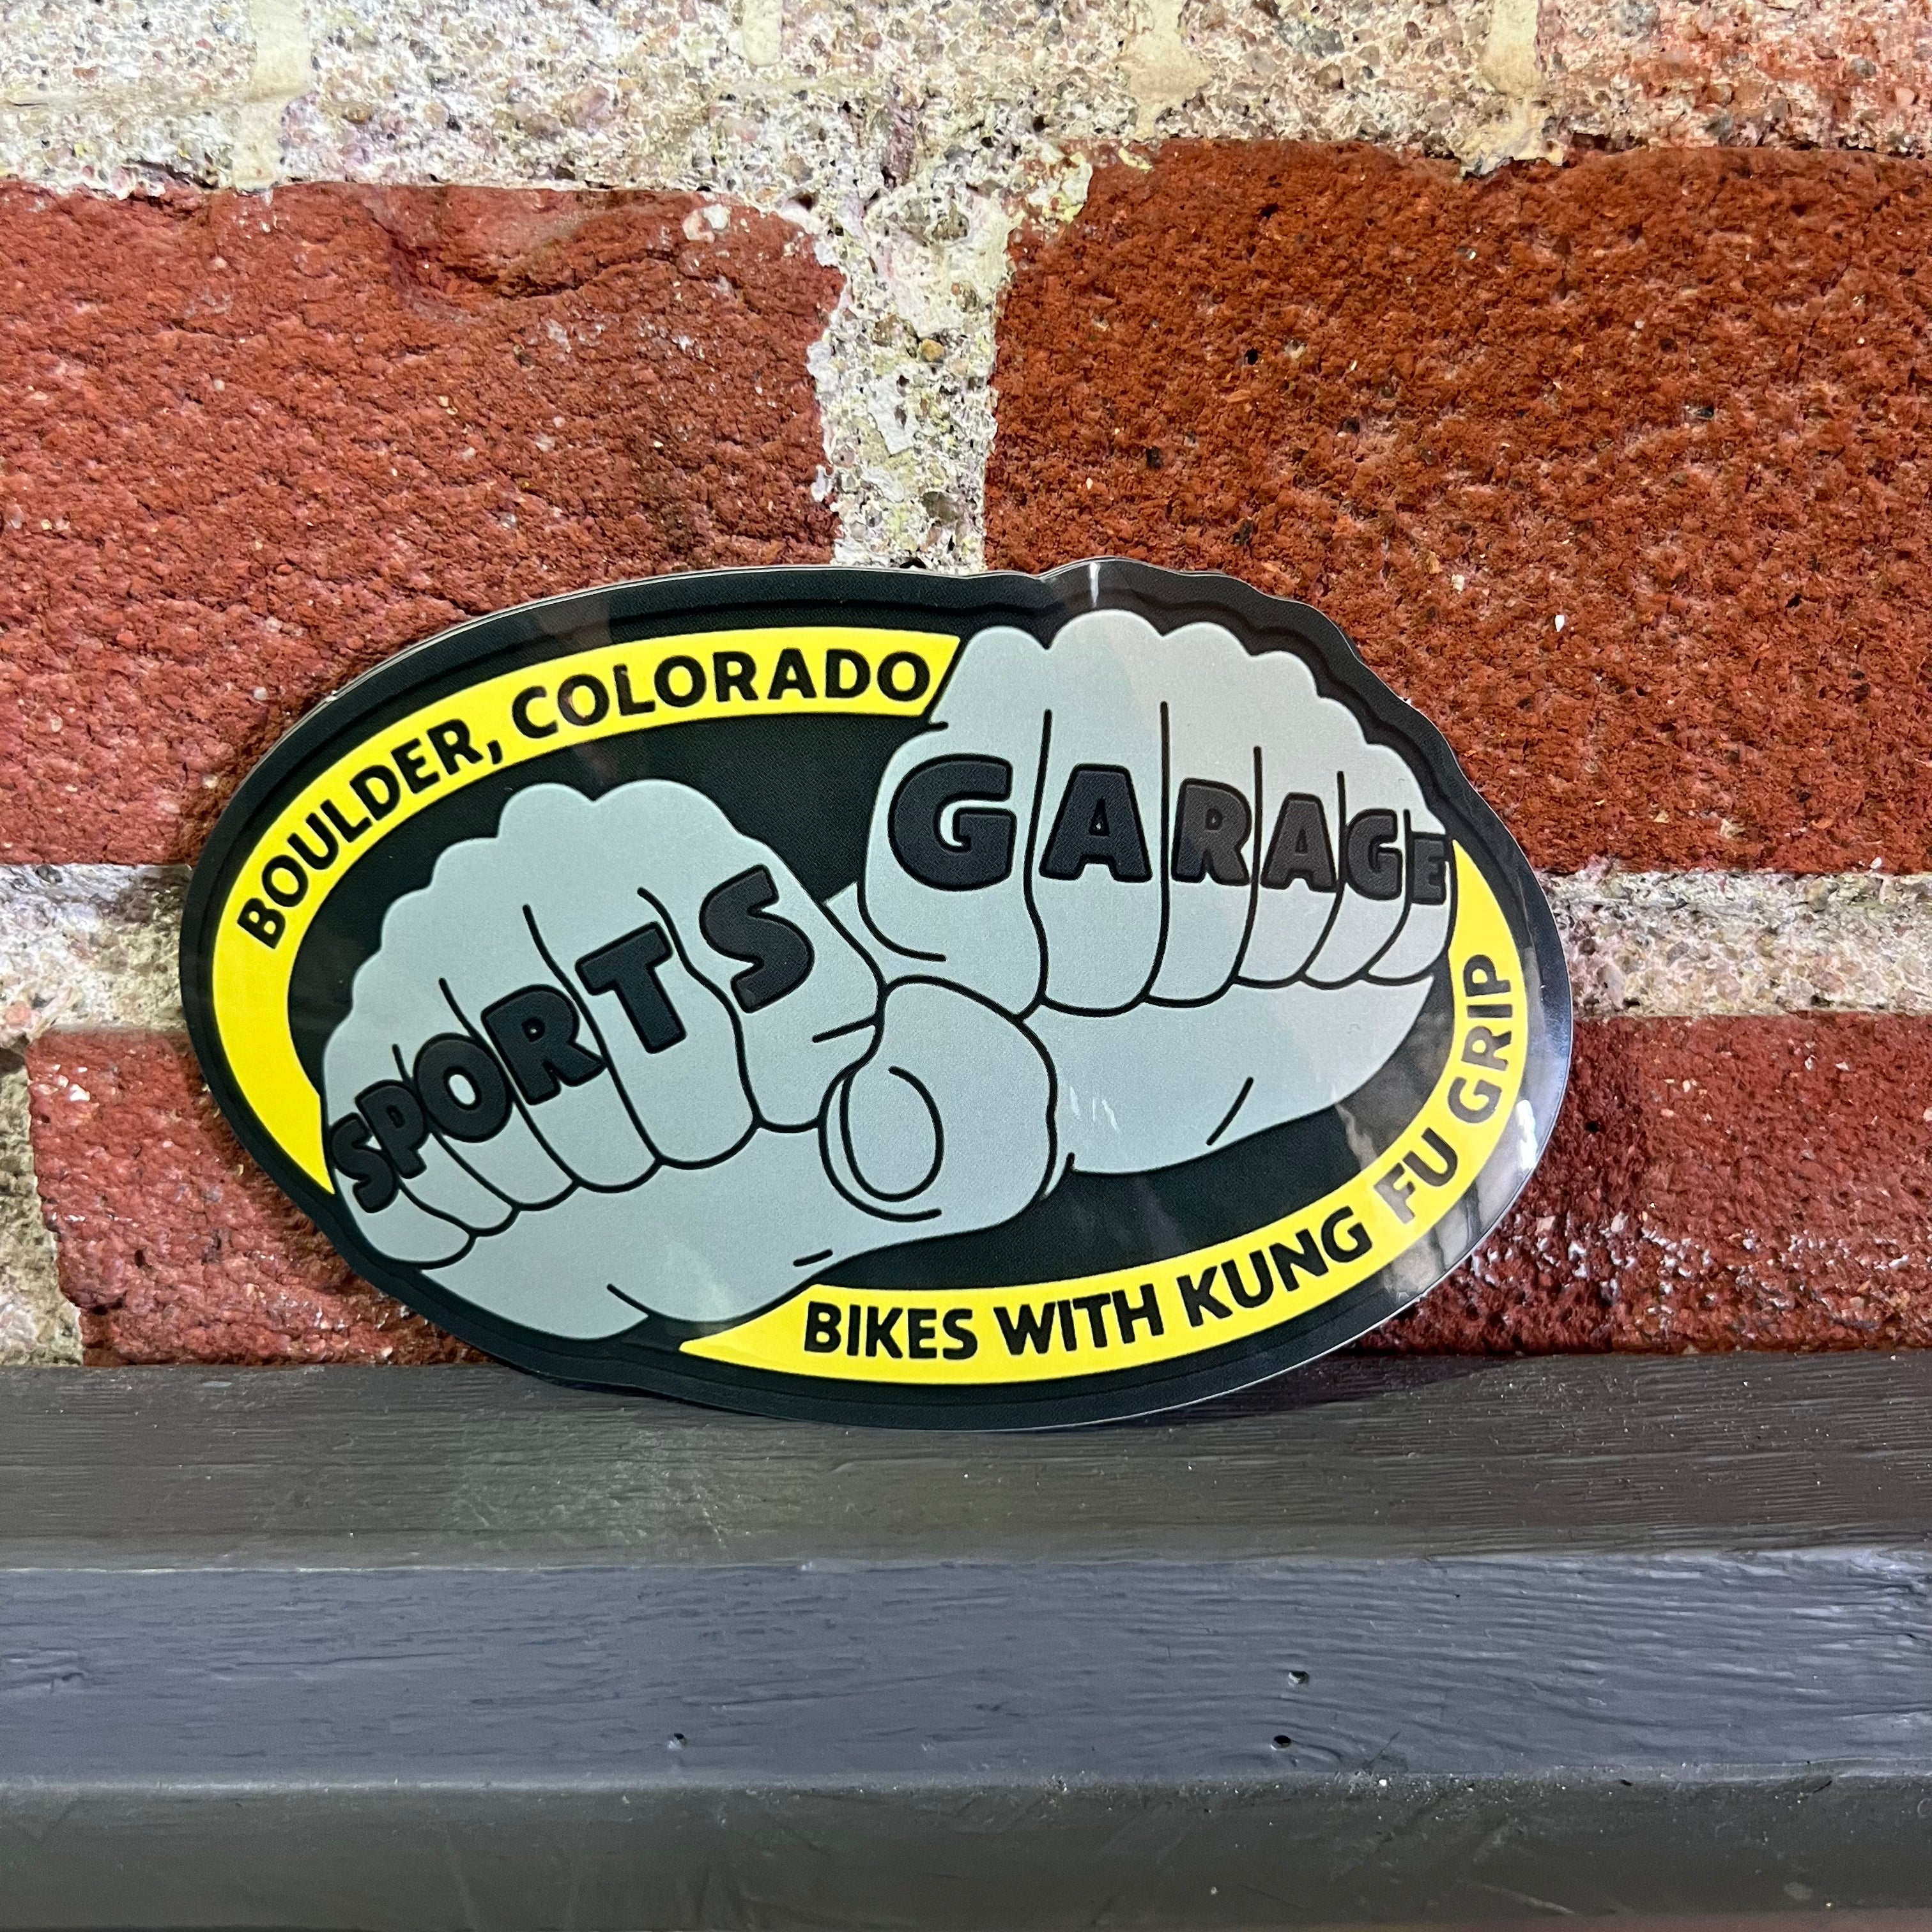 BOULDER, COLORADO
SPORTS
GARAGE
BIKES WITH KUNG FU GRIP